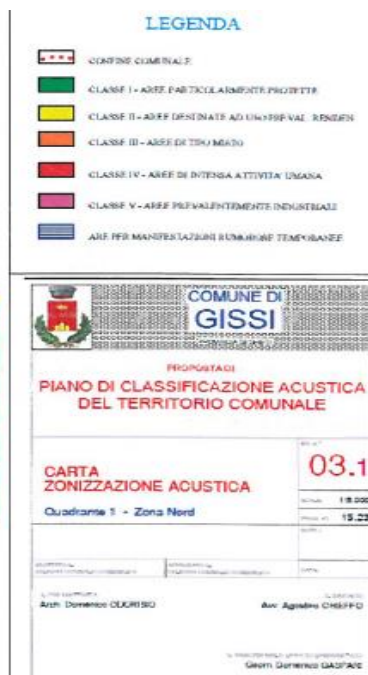 LEGENDA
CONFINE COMUNALE
CLASSE I - AREE PARTICOLARMENTE PROTETTE
CLASSE II - AREE DESTINATE AD USO PREVAL. RESIDEN
CLASSE III - AREE DI TIPO MISTO
CLASSE IV - AREE DI INTENSA ATTIVITA' UMANA
CLASSE V - AREE PREVALENTEMENTE INDUSTRIALI
ARE PER MANIFESTAZIONI RUMOROSE TEMPORANEE
COMUNE DI
GISSI
PROPOSTA DI
PIANO DI CLASSIFICAZIONE ACUSTICA
DEL TERRITORIO COMUNALE
03.1
CARTA
ZONIZZAZIONE ACUSTICA
Quadrante 1 - Zona Nord
Arch. Domenico
Avv. Agostino CHIEFFO
Geom. Domenico